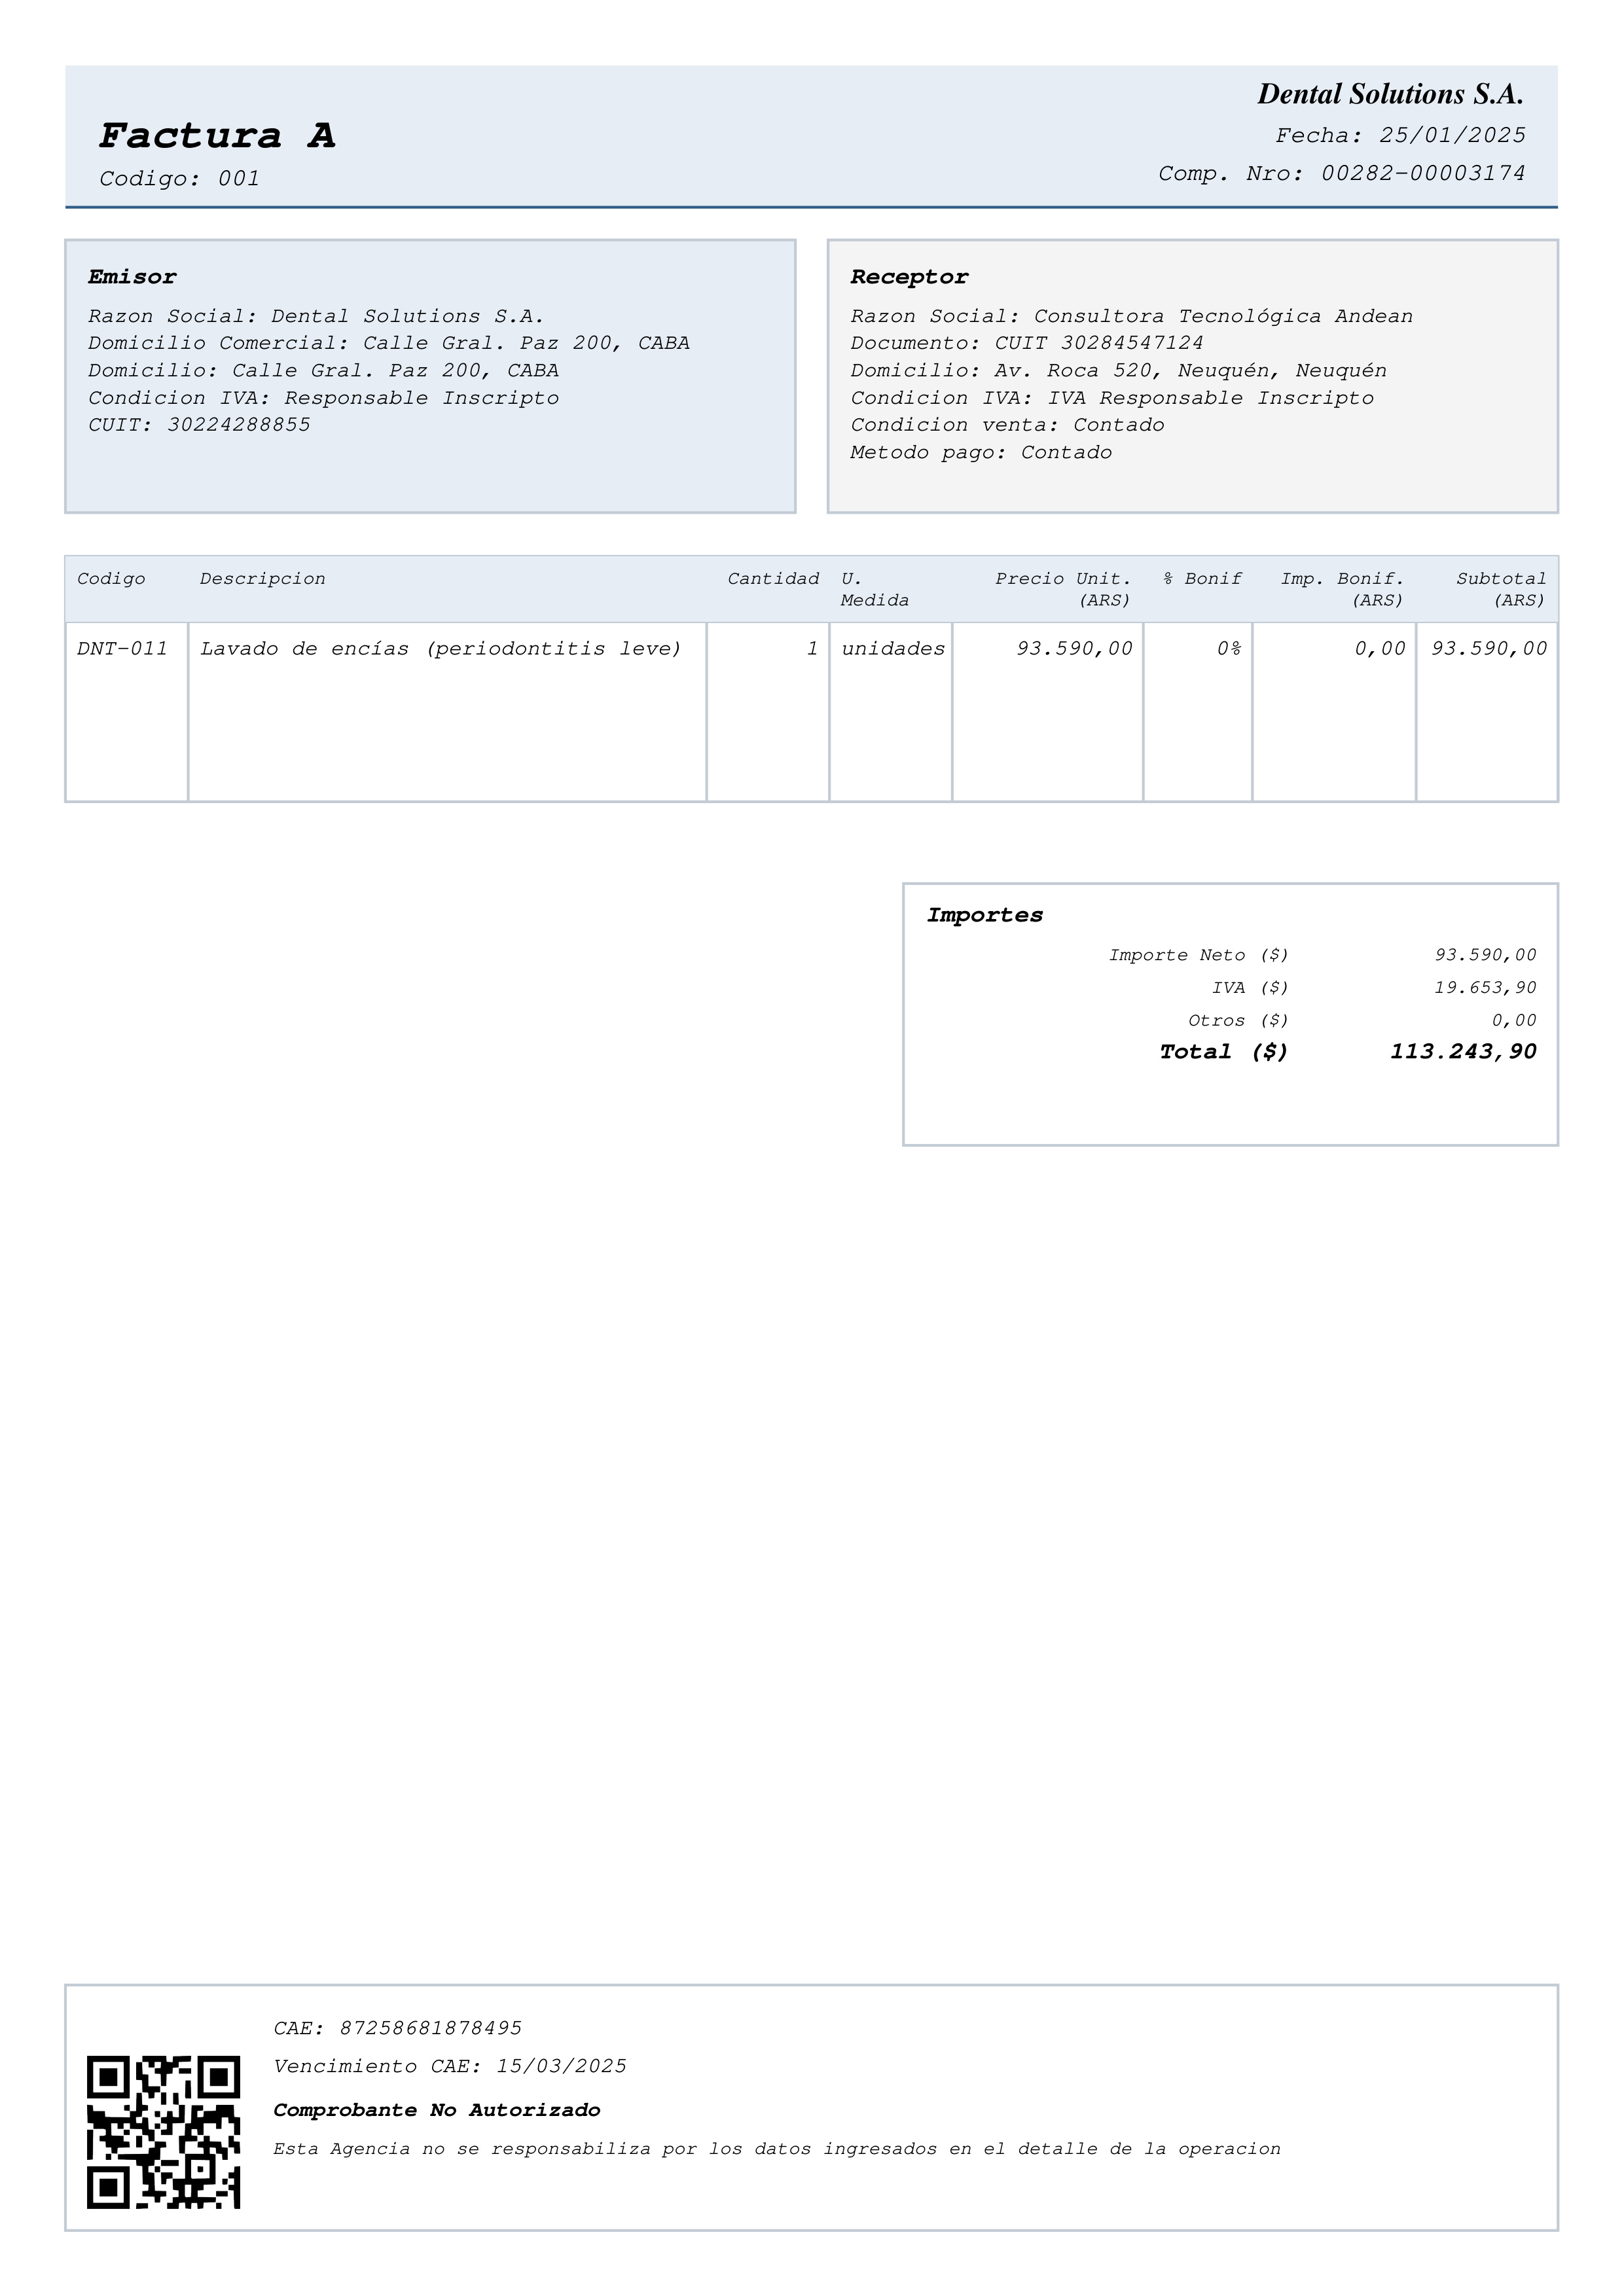 Factura A
Codigo: 001
Dental Solutions S.A.
Fecha: 25/01/2025
Comp. Nro: 00282-00003174
Emisor
Razon Social: Dental Solutions S.A.
Domicilio Comercial: Calle Gral. Paz 200, CABA
Domicilio: Calle Gral. Paz 200, CABA
Condicion IVA: Responsable Inscripto
CUIT: 30224288855
Receptor
Razon Social: Consultora Tecnológica Andean
Documento: CUIT 30284547124
Domicilio: Av. Roca 520, Neuquén, Neuquén
Condicion IVA: IVA Responsable Inscripto
Condicion venta: Contado
Metodo pago: Contado
Codigo Descripcion Cantidad U. Medida Precio Unit. (ARS) % Bonif Imp. Bonif. (ARS) Subtotal (ARS)
DNT-011 Lavado de encías (periodontitis leve) 1 unidades 93.590,00 0% 0,00 93.590,00
Importes
Importe Neto ($) 93.590,00
IVA ($) 19.653,90
Otros ($) 0,00
Total ($) 113.243,90
CAE: 87258681878495
Vencimiento CAE: 15/03/2025
Comprobante No Autorizado
Esta Agencia no se responsabiliza por los datos ingresados en el detalle de la operacion